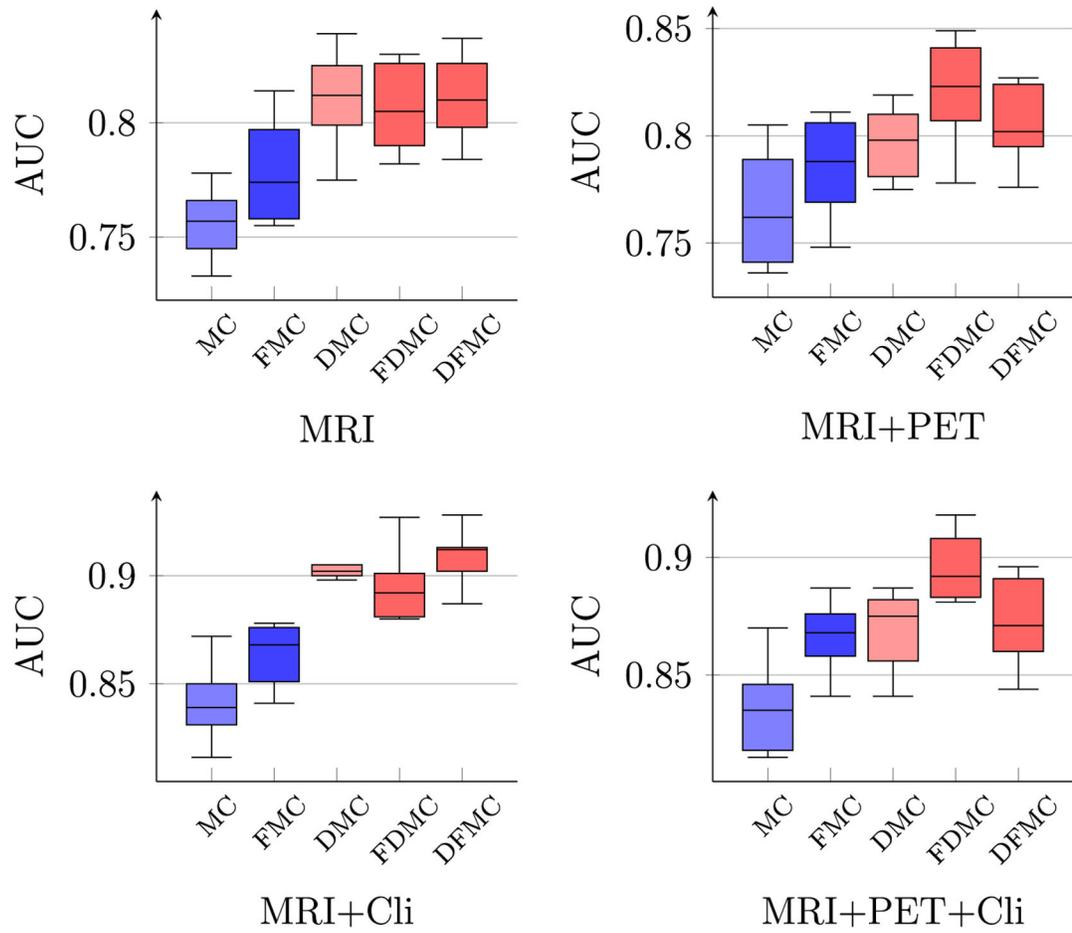 AUC
0.8
0.75
MC
FMC
DMC
FDMC
DFMC
MRI
AUC
0.85
0.8
0.75
MC
FMC
DMC
FDMC
DFMC
MRI+PET
AUC
0.9
0.85
MC
FMC
DMC
FDMC
DFMC
MRI+Cli
AUC
0.9
0.85
MC
FMC
DMC
FDMC
DFMC
MRI+PET+Cli